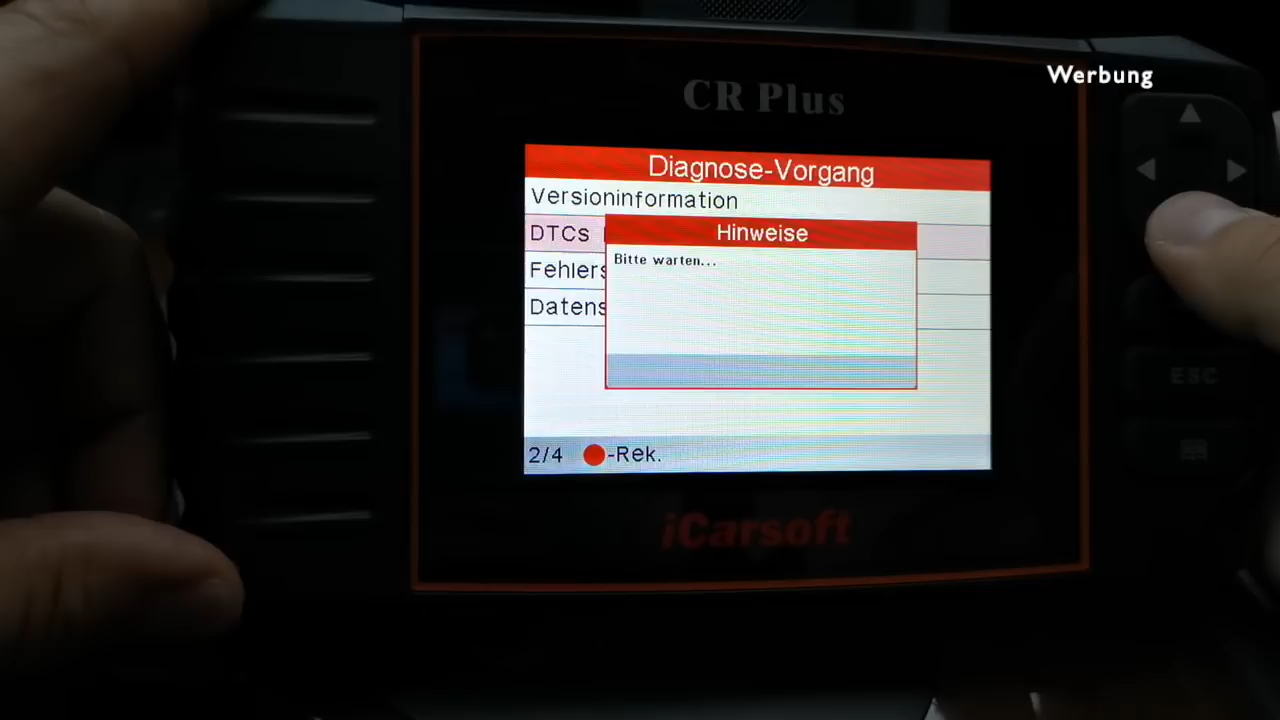 Werbung
CR Plus
Diagnose-Vorgang
Versioninformation
DTCs
Hinweise
Bitte warten...
Fehlers
Datens
2/4 -Rek.
ESC
iCarsoft